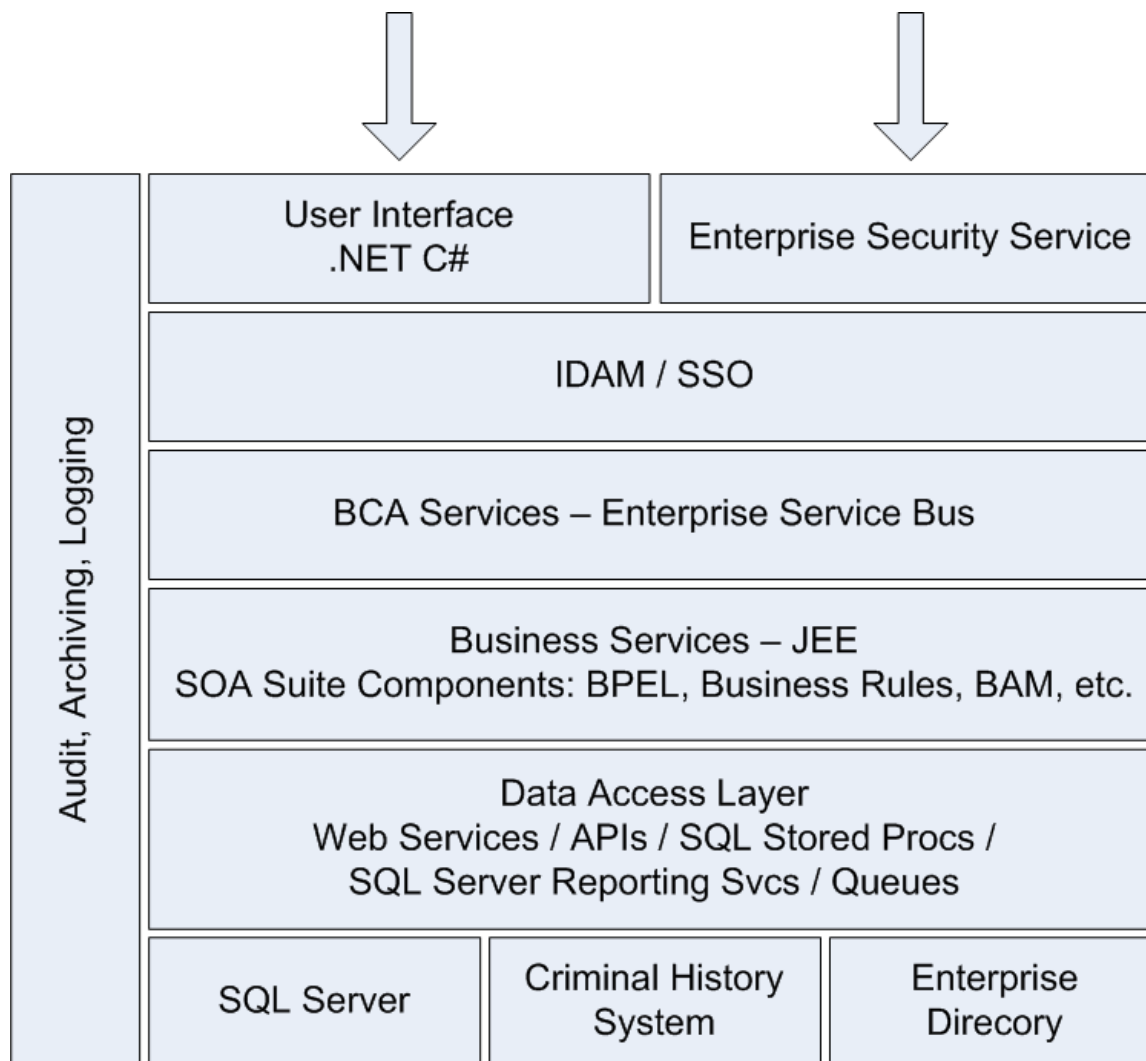 User Interface
.NET C#
Enterprise Security Service
IDAM / SSO
BCA Services – Enterprise Service Bus
Business Services – JEE
SOA Suite Components: BPEL, Business Rules, BAM, etc.
Data Access Layer
Web Services / APIs / SQL Stored Procs /
SQL Server Reporting Svcs / Queues
SQL Server
Criminal History
System
Enterprise
Direcory
Audit, Archiving, Logging